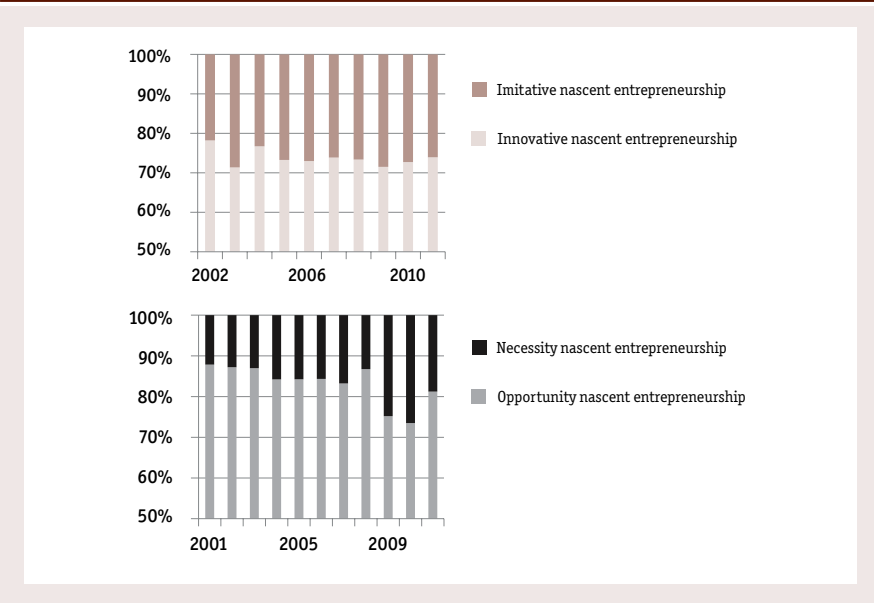 100%
90%
80%
70%
60%
50%
2002 2006 2010
Imitative nascent entrepreneurship
Innovative nascent entrepreneurship
100%
90%
80%
70%
60%
50%
2001 2005 2009
Necessity nascent entrepreneurship
Opportunity nascent entrepreneurship